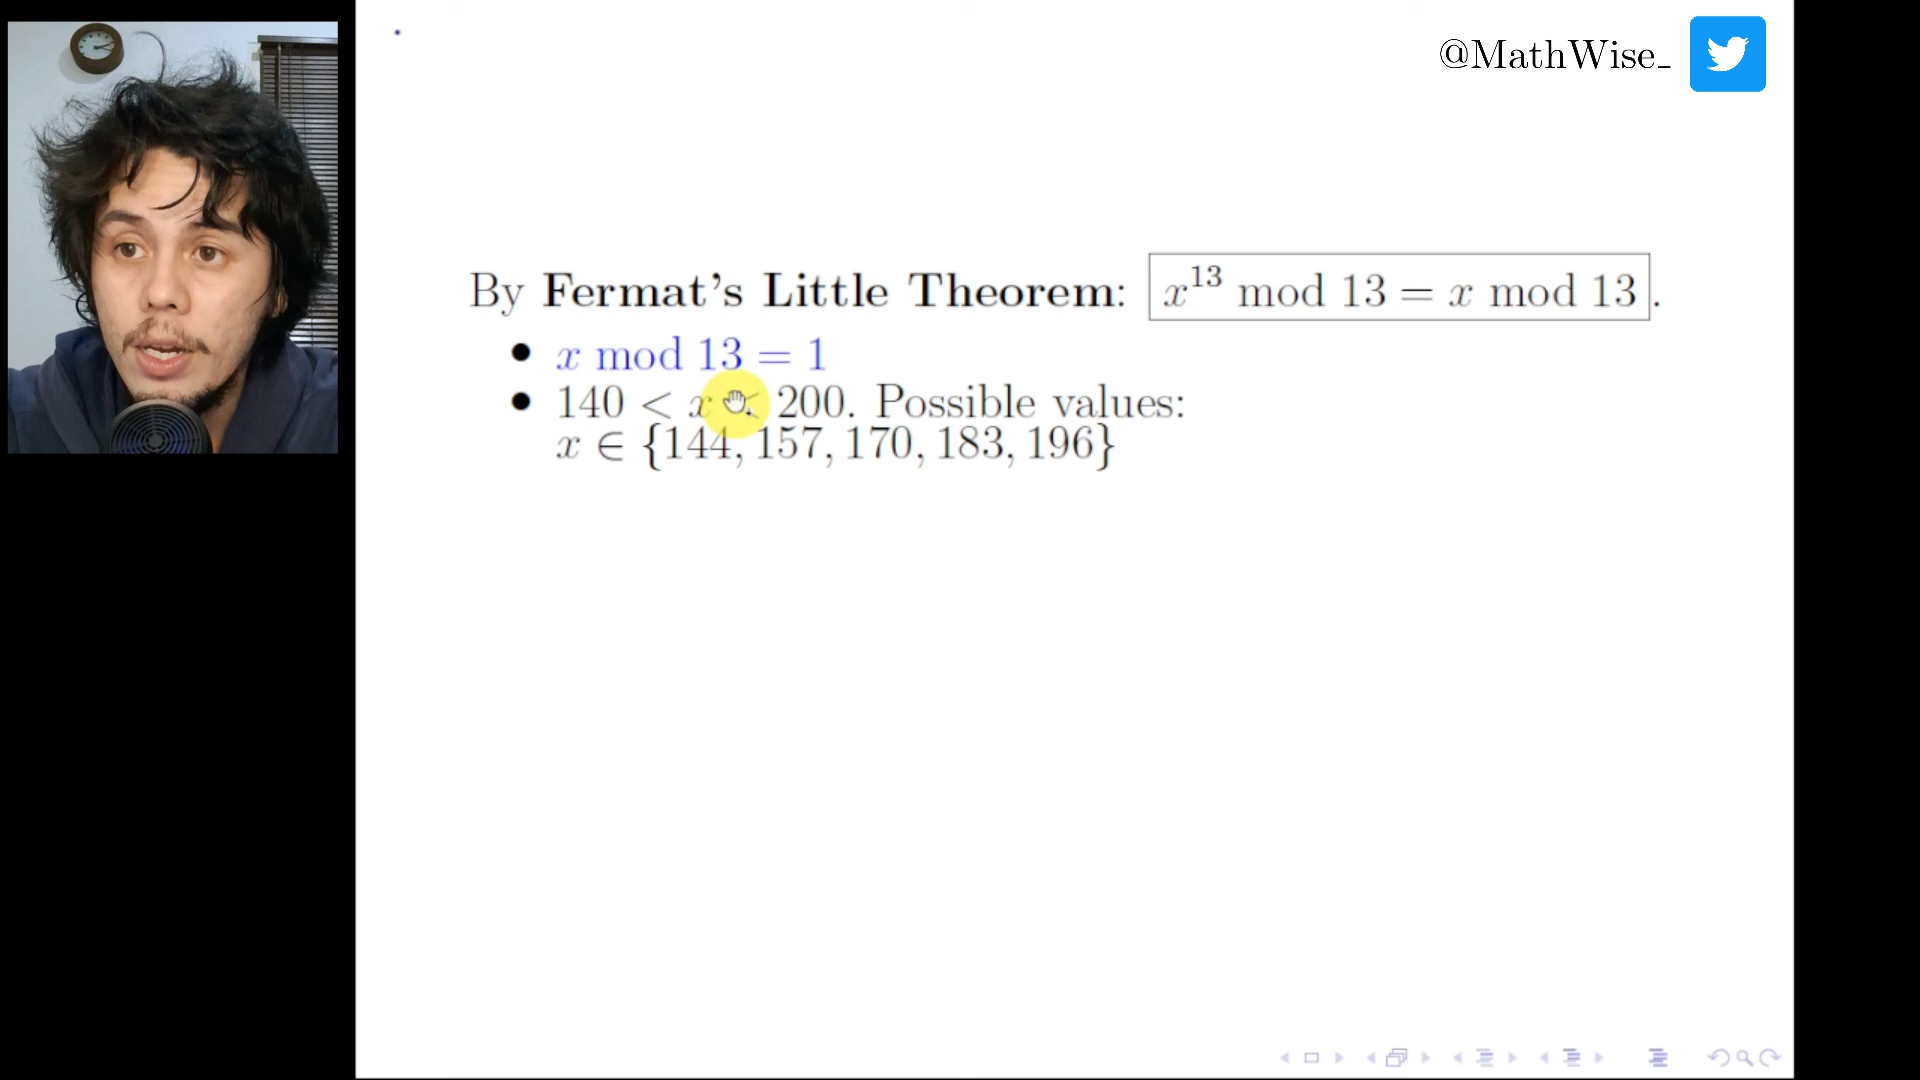 @MathWise_
By Fermat's Little Theorem: x^13 mod 13 = x mod 13.
• x mod 13 = 1
• 140 < x < 200. Possible values:
x ∈ {144, 157, 170, 183, 196}